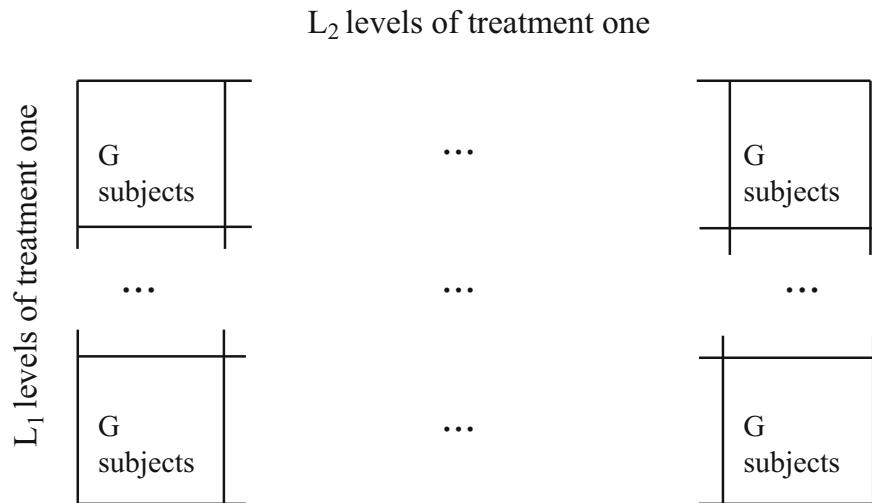 L₂ levels of treatment one
L₁ levels of treatment one
G
subjects
...
G
subjects
...
...
...
G
subjects
...
G
subjects